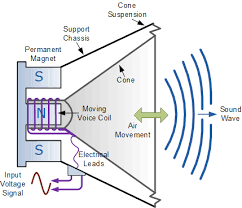 Cone
Suspension
Support
Chassis
Permanent
Magnet
S
Cone
N
Moving
Voice Coil
Sound
Wave
Air
Movement
S
Electrical
Leads
Input
Voltage
Signal